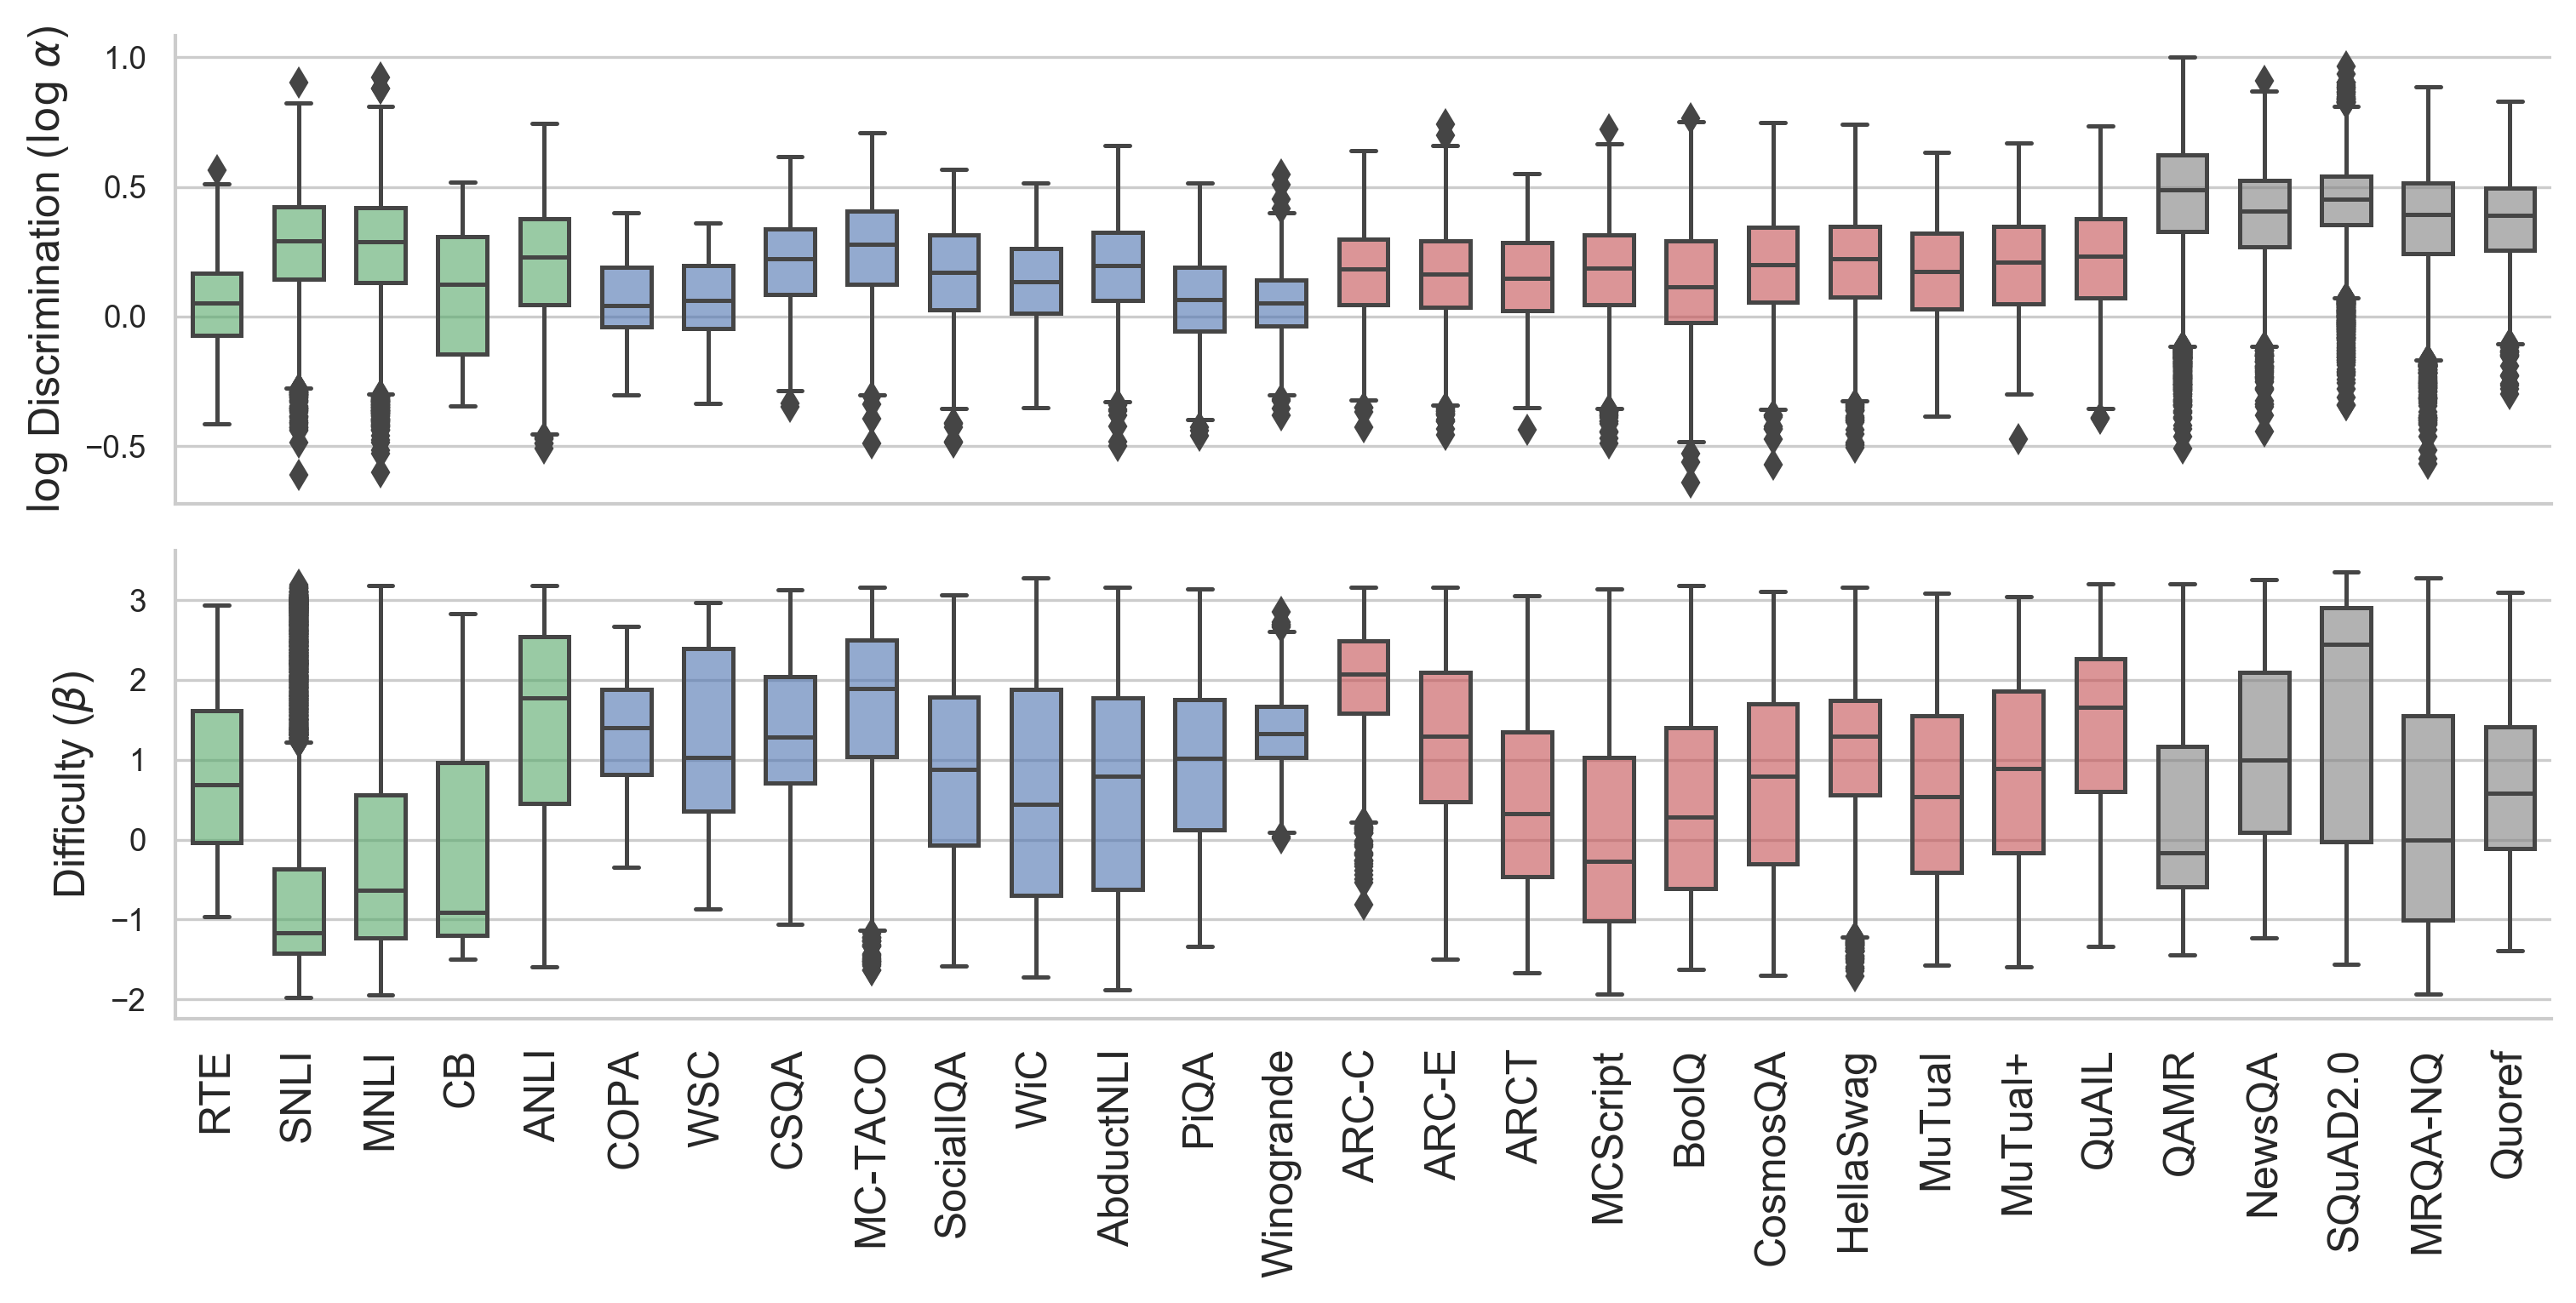 log Discrimination (log α)
1.0
0.5
0.0
−0.5
Difficulty (β)
3
2
1
0
−1
−2
RTE
SNLI
MNLI
CB
ANLI
COPA
WSC
CSQA
MC-TACO
SocialIQA
WiC
AbductNLI
PiQA
Winogrande
ARC-C
ARC-E
ARCT
MCScript
BoolQ
CosmosQA
HellaSwag
MuTual
MuTual+
QuAIL
QAMR
NewsQA
SQuAD2.0
MRQA-NQ
Quoref